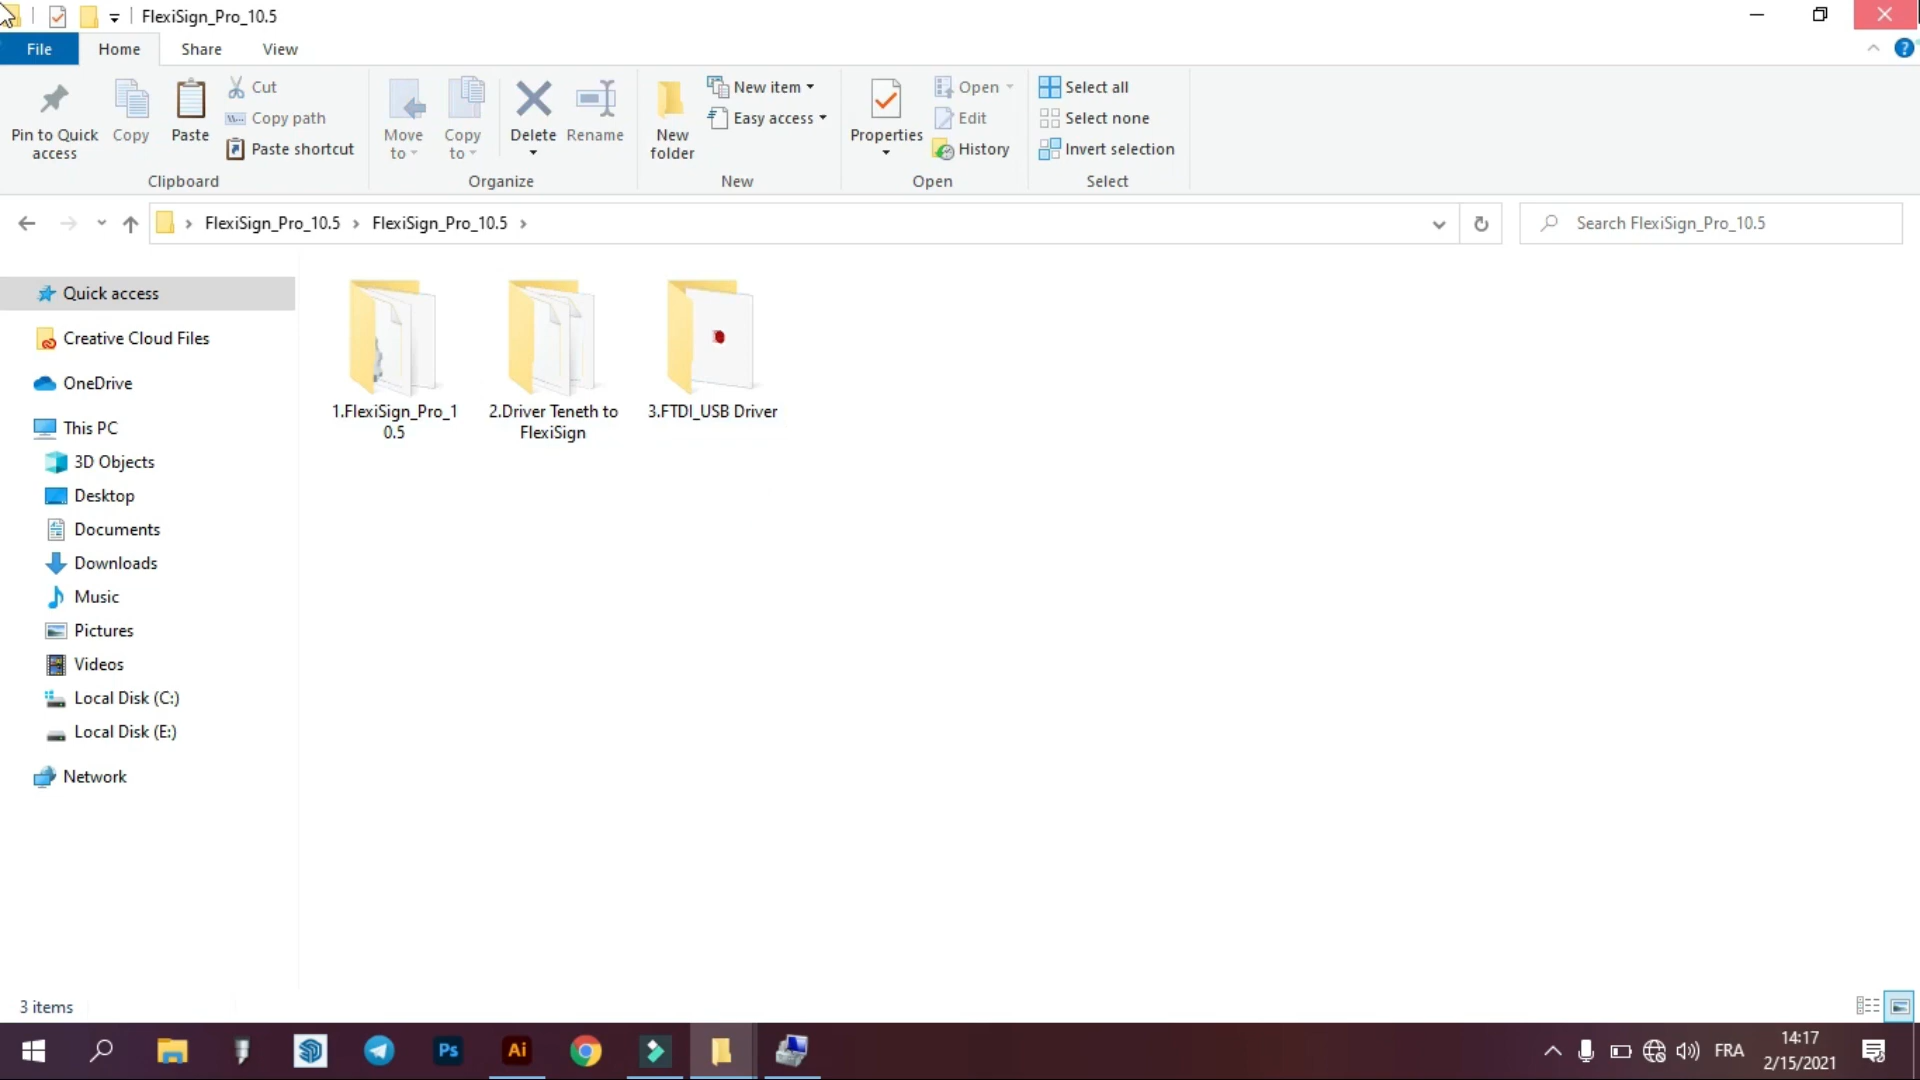 FlexiSign_Pro_10.5
File
Home
Share
View
Pin to Quick
access
Copy
Paste
Cut
Copy path
Paste shortcut
Clipboard
Move
to
Copy
to
Delete
Rename
Organize
New
folder
New item
Easy access
New
Properties
Open
Edit
History
Open
Select all
Select none
Invert selection
Select
FlexiSign_Pro_10.5 > FlexiSign_Pro_10.5 >
Search FlexiSign_Pro_10.5
Quick access
Creative Cloud Files
OneDrive
This PC
3D Objects
Desktop
Documents
Downloads
Music
Pictures
Videos
Local Disk (C:)
Local Disk (E:)
Network
1.FlexiSign_Pro_1
0.5
2.Driver Teneth to
FlexiSign
3.FTDI_USB Driver
3 items
Ps
Ai
FRA
14:17
2/15/2021